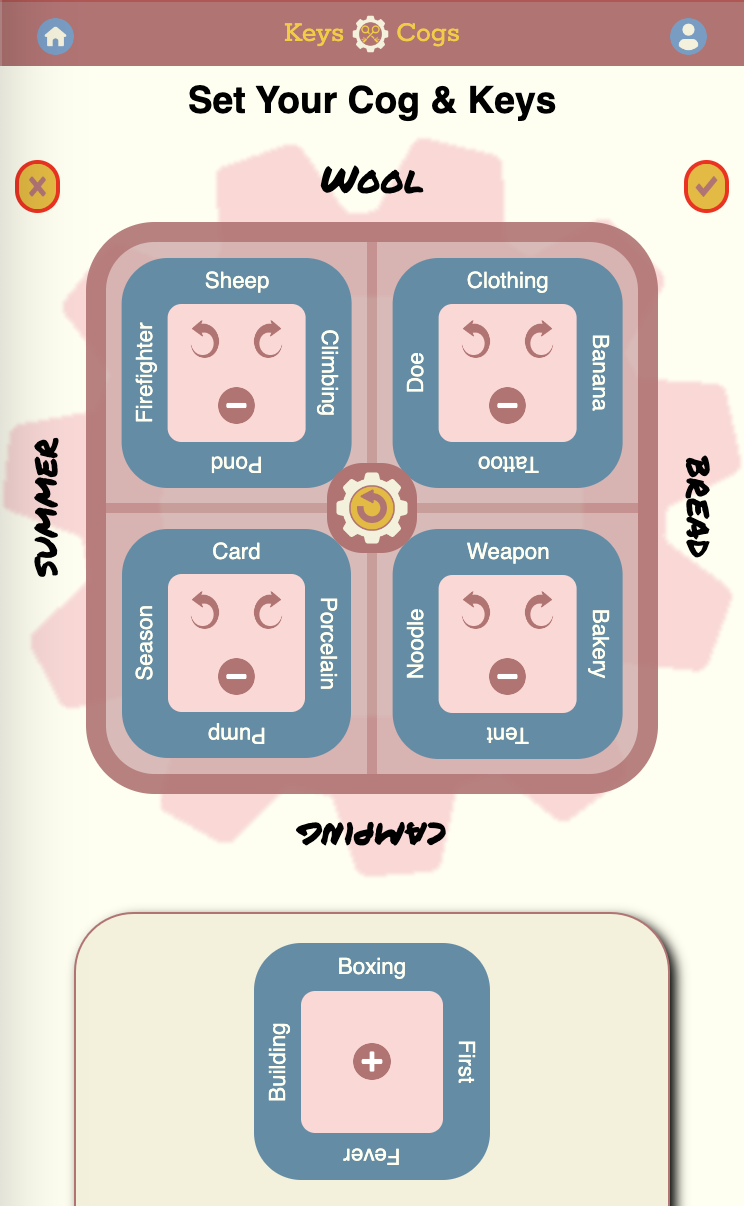 Keys Cogs
Set Your Cog & Keys
Wool
Sheep
Firefighter
Climbing
Pond
Clothing
Doe
Banana
Tattoo
SUMMER
BREAD
Card
Season
Porcelain
Pump
Weapon
Noodle
Bakery
Tent
CAMPING
Boxing
Building
First
Fever